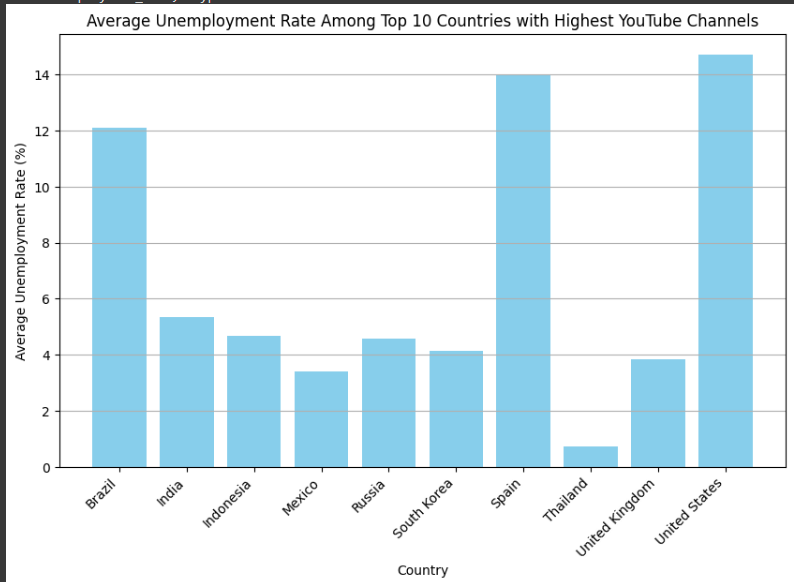 Average Unemployment Rate Among Top 10 Countries with Highest YouTube Channels
14
12
10
8
6
4
2
0
Average Unemployment Rate (%)
Brazil
India
Indonesia
Mexico
Russia
South Korea
Spain
Thailand
United Kingdom
United States
Country